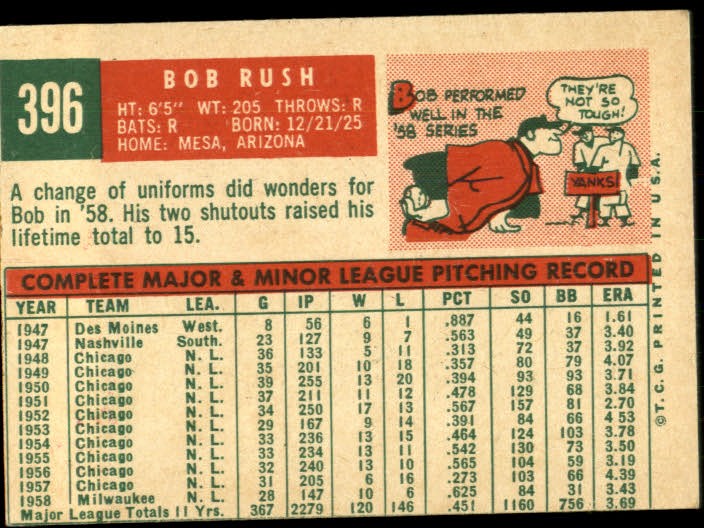 396
BOB RUSH
HT: 6'5" WT: 205 THROWS: R
BATS: R BORN: 12/21/25
HOME: MESA, ARIZONA
A change of uniforms did wonders for
Bob in '58. His two shutouts raised his
lifetime total to 15.
BOB PERFORMED
WELL IN THE
'58 SERIES
THEY'RE
NOT SO
TOUGH!
YANKS
COMPLETE MAJOR & MINOR LEAGUE PITCHING RECORD
YEAR TEAM LEA. G IP W L PCT SO BB ERA
1947 Des Moines West. 8 56 6 1 .887 44 16 1.61
1947 Nashville South. 23 127 9 7 .563 49 37 3.40
1948 Chicago N. L. 36 133 5 11 .313 72 37 3.92
1949 Chicago N. L. 35 201 10 18 .357 80 79 4.07
1950 Chicago N. L. 39 255 13 20 .394 93 93 3.71
1951 Chicago N. L. 37 211 11 12 .478 129 68 3.84
1952 Chicago N. L. 34 250 17 13 .567 157 81 2.70
1953 Chicago N. L. 29 167 9 14 84 66 4.53
1954 Chicago N. L. 33 236 13 15 .464 124 103 3.78
1955 Chicago N. L. 33 234 13 11 .542 130 73 3.50
1956 Chicago N. L. 32 240 13 10 .565 104 59 3.19
1957 Chicago N. L. 31 205 6 16 .273 103 66 4.39
1958 Milwaukee N. L. 28 147 10 6 .625 84 31 3.43
Major League Totals 11 Yrs. 367 2279 120 146 .451 1160 756 3.69
©T.C.G. PRINTED IN U.S.A.